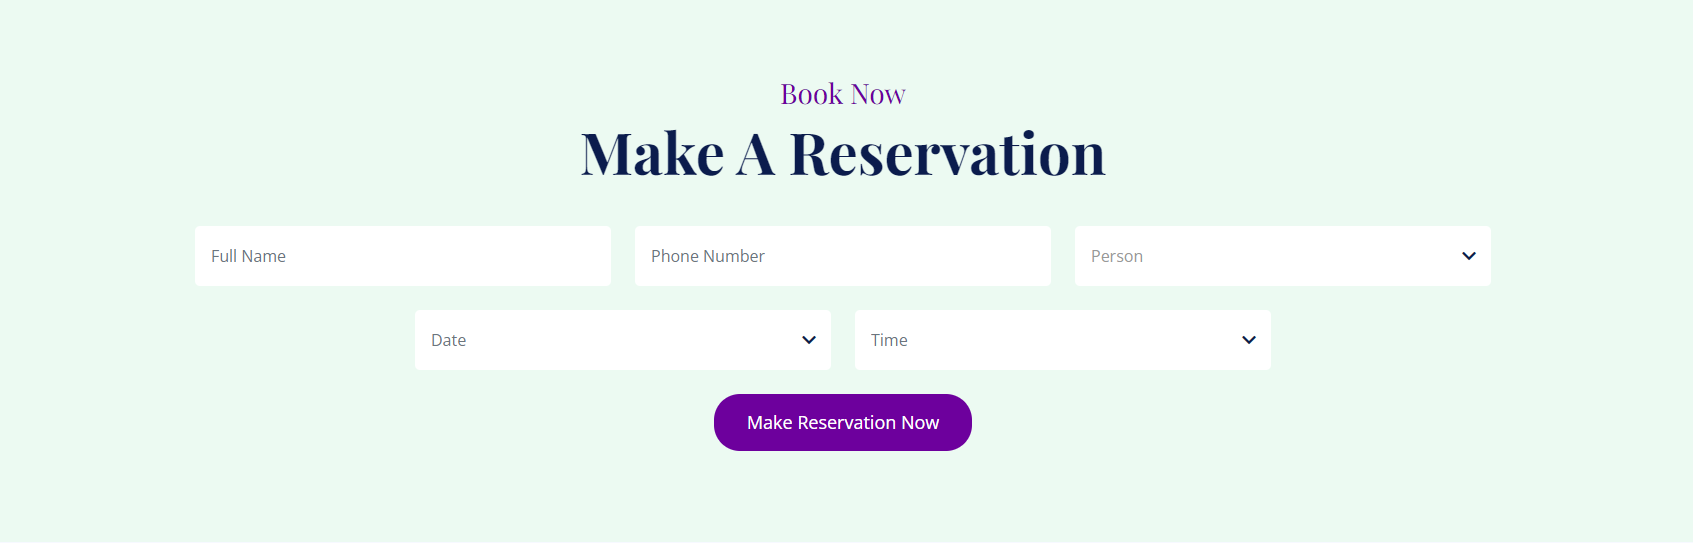 Book Now
Make A Reservation
Full Name
Phone Number
Person
Date
Time
Make Reservation Now